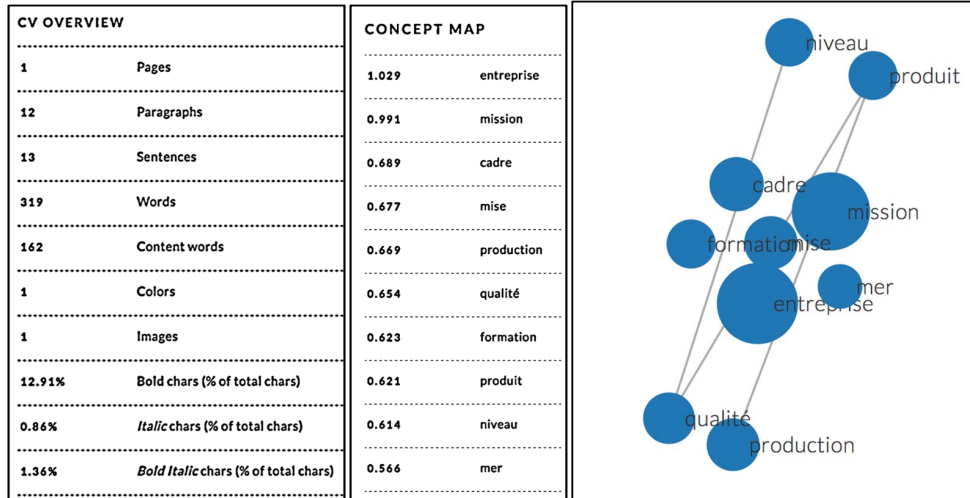 CV OVERVIEW
1 Pages
12 Paragraphs
13 Sentences
319 Words
162 Content words
1 Colors
1 Images
12.91% Bold chars (% of total chars)
0.86% Italic chars (% of total chars)
1.36% Bold Italic chars (% of total chars)
CONCEPT MAP
1.029 entreprise
0.991 mission
0.689 cadre
0.677 mise
0.669 production
0.654 qualité
0.623 formation
0.621 produit
0.614 niveau
0.566 mer
niveau
produit
cadre
mission
formation
mise
mer
entreprise
qualité
production